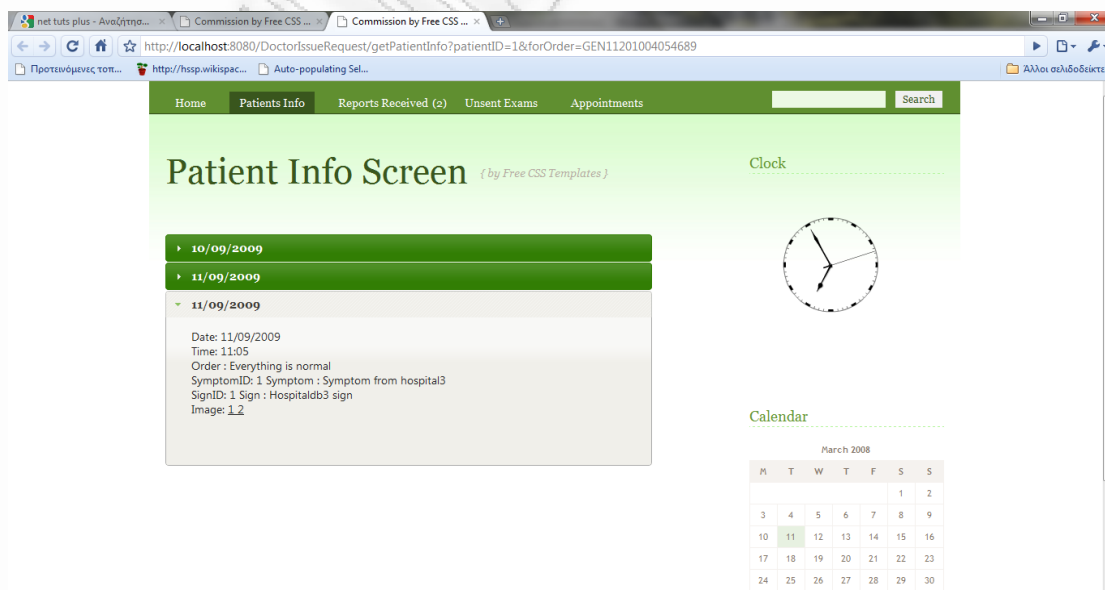 net tuts plus - Αναζήτησ...
Commission by Free CSS ...
Commission by Free CSS ...
http://localhost:8080/DoctorIssueRequest/getPatientInfo?patientID=1&forOrder=GEN11201004054689
Προτεινόμενες τοπ...
http://hssp.wikispac...
Auto-populating Sel...
Άλλοι σελιδοδείκτε
Home
Patients Info
Reports Received (2)
Unsent Exams
Appointments
Search
Patient Info Screen { by Free CSS Templates }
Clock
10/09/2009
11/09/2009
11/09/2009
Date: 11/09/2009
Time: 11:05
Order : Everything is normal
SymptomID: 1 Symptom : Symptom from hospital3
SignID: 1 Sign : Hospitaldb3 sign
Image: 1 2
Calendar
March 2008
M T W T F S S
1 2
3 4 5 6 7 8 9
10 11 12 13 14 15 16
17 18 19 20 21 22 23
24 25 26 27 28 29 30